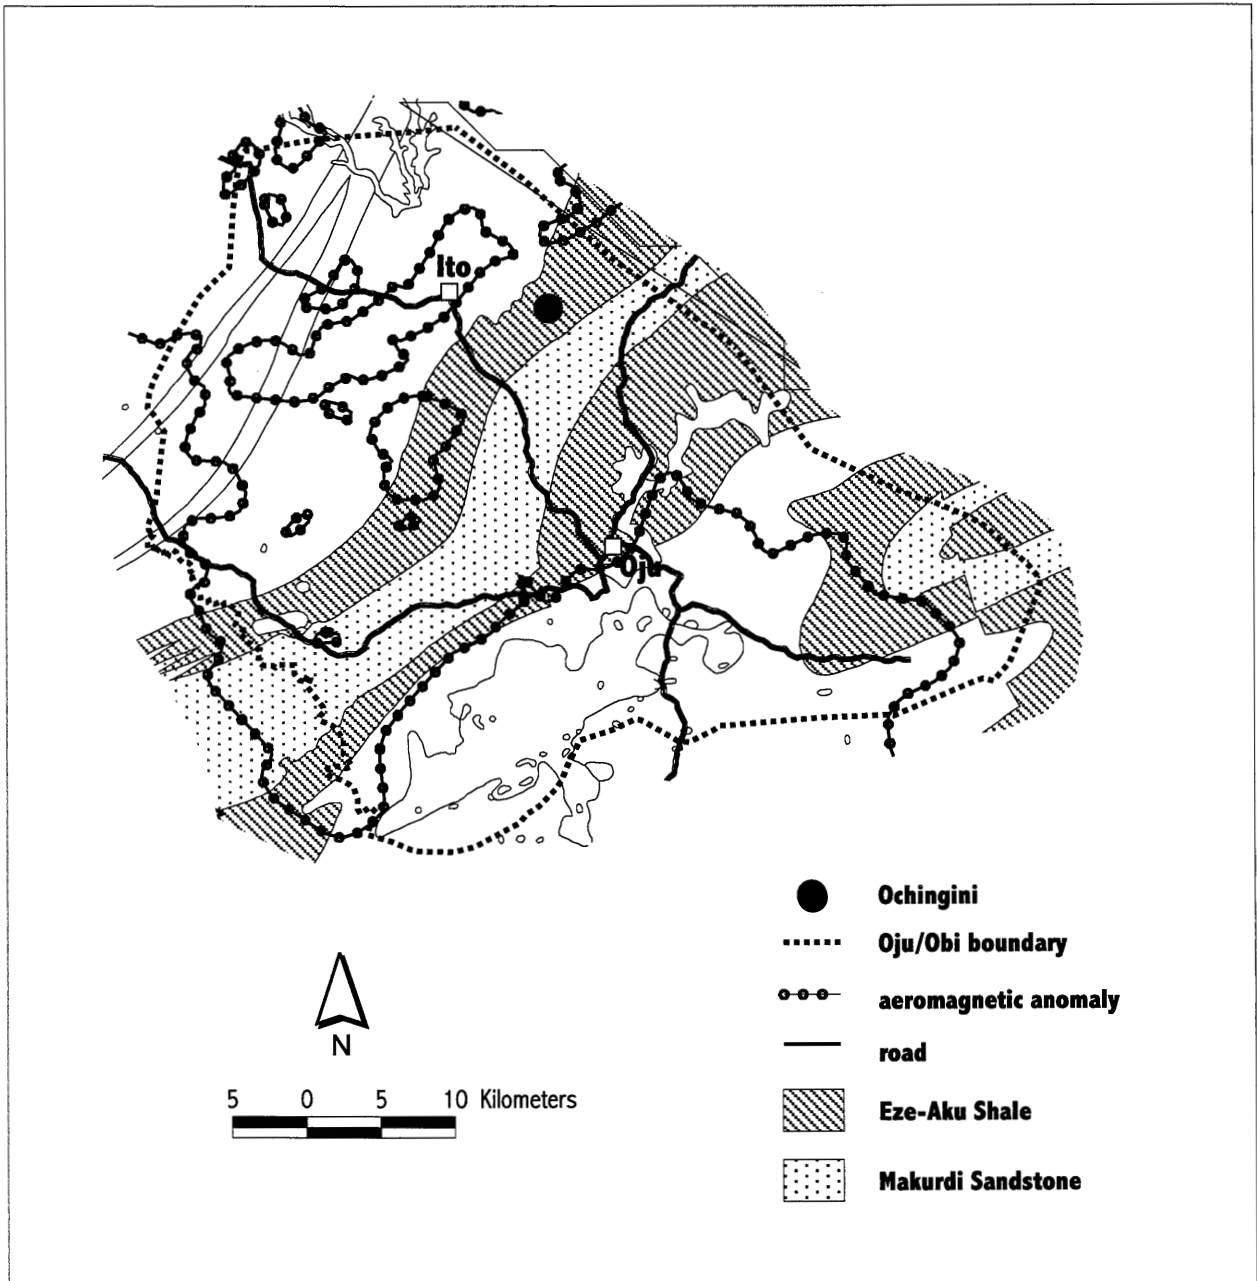 Ito
Oju
Ochingini
Oju/Obi boundary
aeromagnetic anomaly
road
N
5 0 5 10 Kilometers
Eze-Aku Shale
Makurdi Sandstone